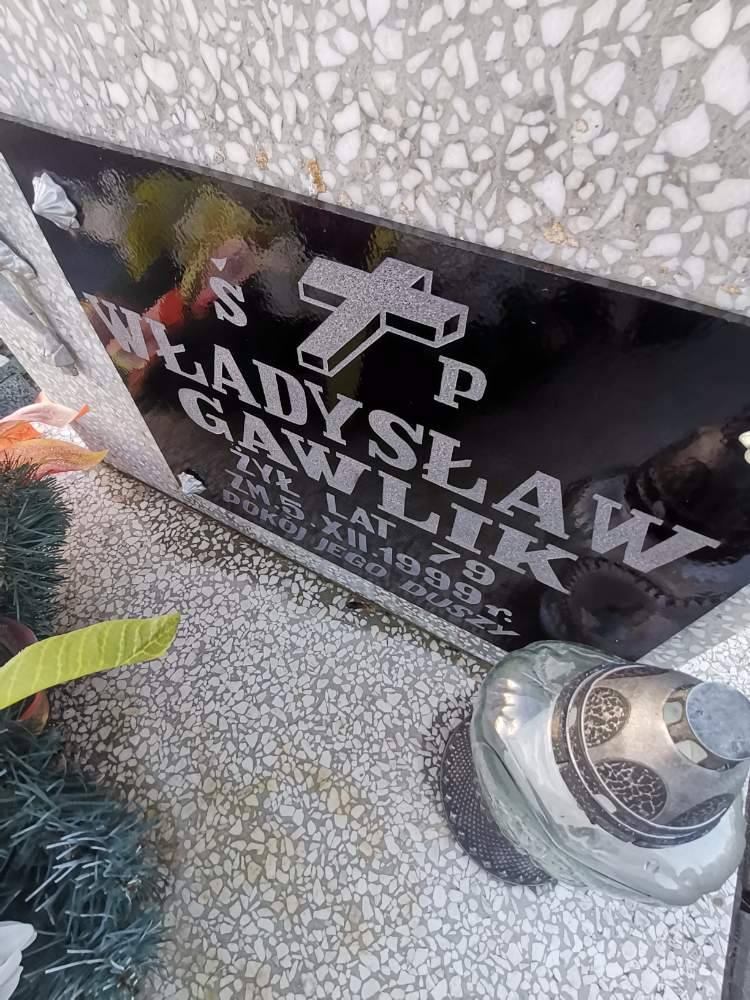 Ś P
WŁADYSŁAW
GAWLIK
ŻYŁ LAT 79
ZM. 5. XII. 1999 r.
POKÓJ JEGO DUSZY